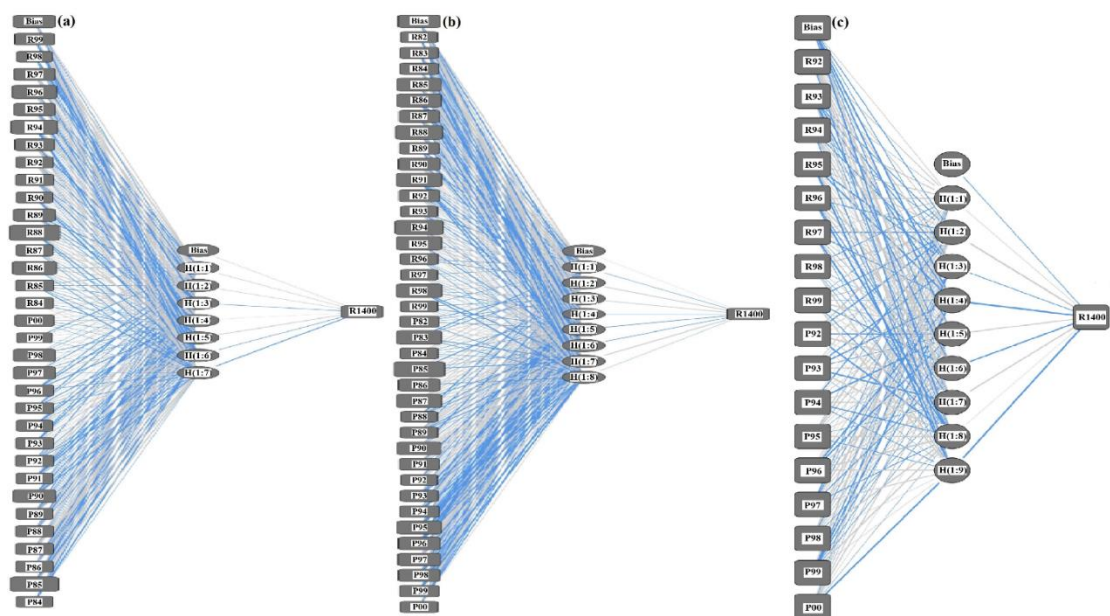 (a)
Bias
R99
R98
R97
R96
R95
R94
R93
R92
R91
R90
R89
R88
R87
R86
R85
R84
P00
P99
P98
P97
P96
P95
P94
P93
P92
P91
P90
P89
P88
P87
P86
P85
P84
Bias
H(1:1)
H(1:2)
H(1:3)
H(1:4)
H(1:5)
H(1:6)
H(1:7)
R1400
(b)
Bias
R82
R83
R84
R85
R86
R87
R88
R89
R90
R91
R92
R93
R94
R95
R96
R97
R98
R99
P82
P83
P84
P85
P86
P87
P88
P89
P90
P91
P92
P93
P94
P95
P96
P97
P98
P99
P00
Bias
H(1:1)
H(1:2)
H(1:3)
H(1:4)
H(1:5)
H(1:6)
H(1:7)
H(1:8)
R1400
(c)
Bias
R92
R93
R94
R95
R96
R97
R98
R99
P92
P93
P94
P95
P96
P97
P98
P99
P00
Bias
H(1:1)
H(1:2)
H(1:3)
H(1:4)
H(1:5)
H(1:6)
H(1:7)
H(1:8)
H(1:9)
R1400